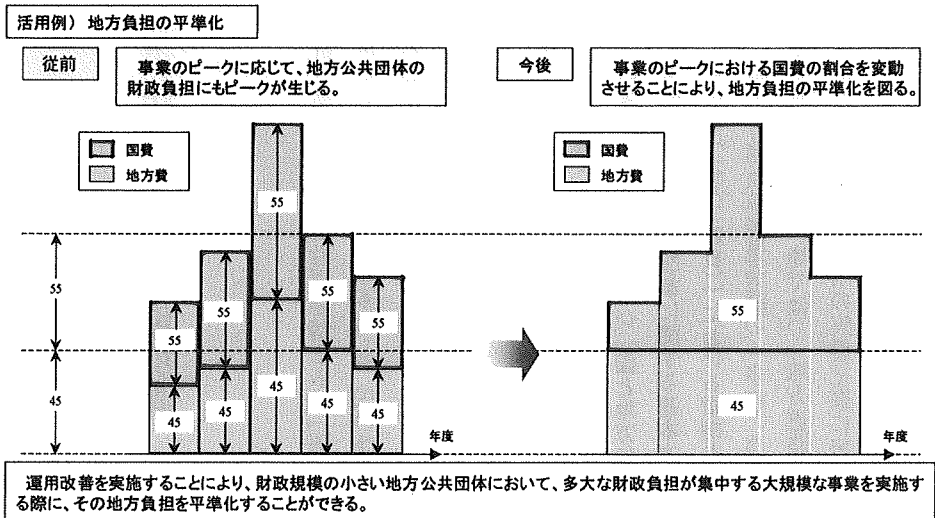 活用例) 地方負担の平準化
従前
事業のピークに応じて、地方公共団体の
財政負担にもピークが生じる。
今後
事業のピークにおける国費の割合を変動
させることにより、地方負担の平準化を図る。
国費
地方費
国費
地方費
55
45
55
45
55
45
55
45
55
45
55
45
年度
55
45
年度
運用改善を実施することにより、財政規模の小さい地方公共団体において、多大な財政負担が集中する大規模な事業を実施す
る際に、その地方負担を平準化することができる。